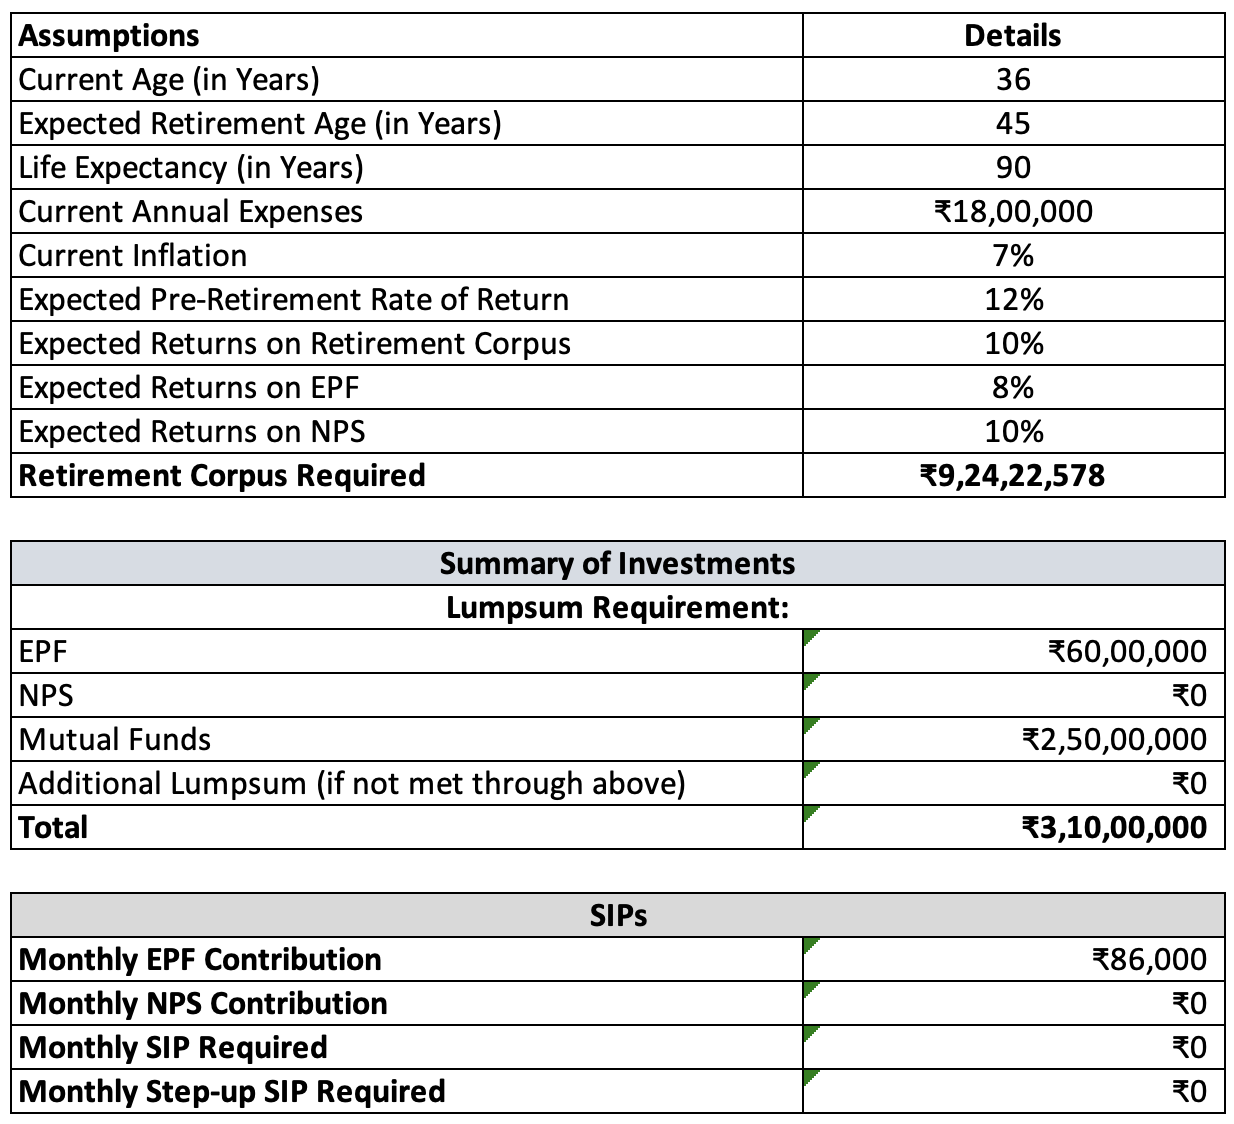 Assumptions Details
Current Age (in Years) 36
Expected Retirement Age (in Years) 45
Life Expectancy (in Years) 90
Current Annual Expenses ₹18,00,000
Current Inflation 7%
Expected Pre-Retirement Rate of Return 12%
Expected Returns on Retirement Corpus 10%
Expected Returns on EPF 8%
Expected Returns on NPS 10%
Retirement Corpus Required ₹9,24,22,578
Summary of Investments
Lumpsum Requirement:
EPF ₹60,00,000
NPS ₹0
Mutual Funds ₹2,50,00,000
Additional Lumpsum (if not met through above) ₹0
Total ₹3,10,00,000
SIPs
Monthly EPF Contribution ₹86,000
Monthly NPS Contribution ₹0
Monthly SIP Required ₹0
Monthly Step-up SIP Required ₹0